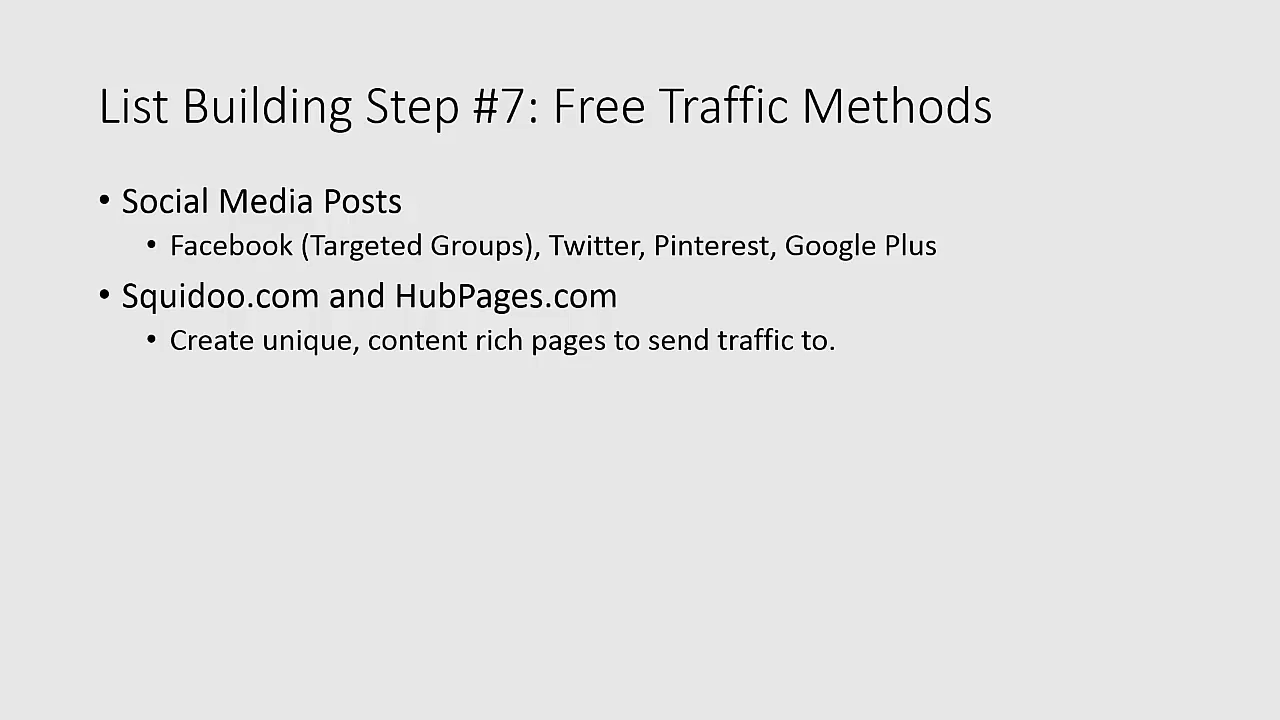 List Building Step #7: Free Traffic Methods
• Social Media Posts
• Facebook (Targeted Groups), Twitter, Pinterest, Google Plus
• Squidoo.com and HubPages.com
• Create unique, content rich pages to send traffic to.